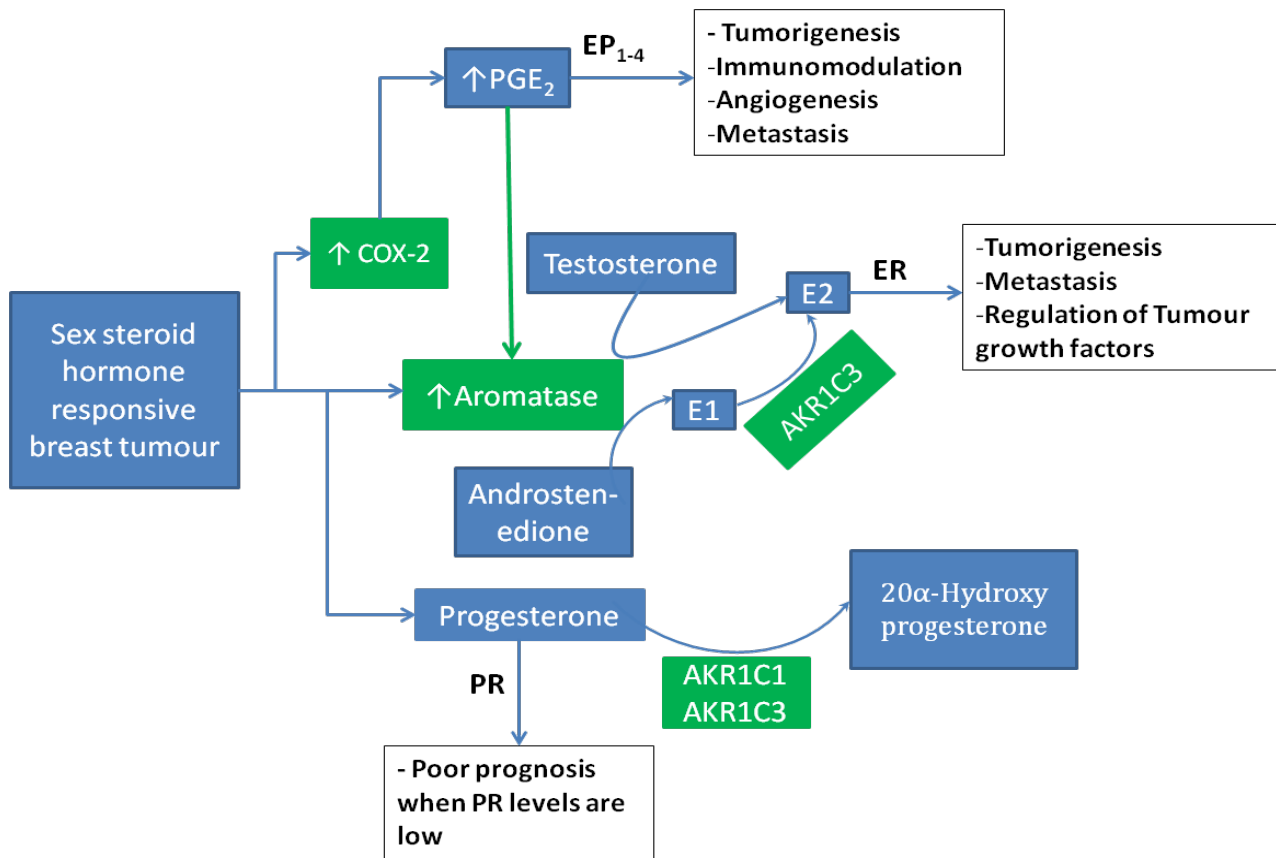 ↑PGE2
EP1-4
- Tumorigenesis
-Immunomodulation
-Angiogenesis
-Metastasis
↑ COX-2
Testosterone
E2
ER
-Tumorigenesis
-Metastasis
-Regulation of Tumour
growth factors
Sex steroid
hormone
responsive
breast tumour
↑Aromatase
E1
AKR1C3
Androsten-
edione
Progesterone
20α-Hydroxy
progesterone
AKR1C1
AKR1C3
PR
- Poor prognosis
when PR levels are
low